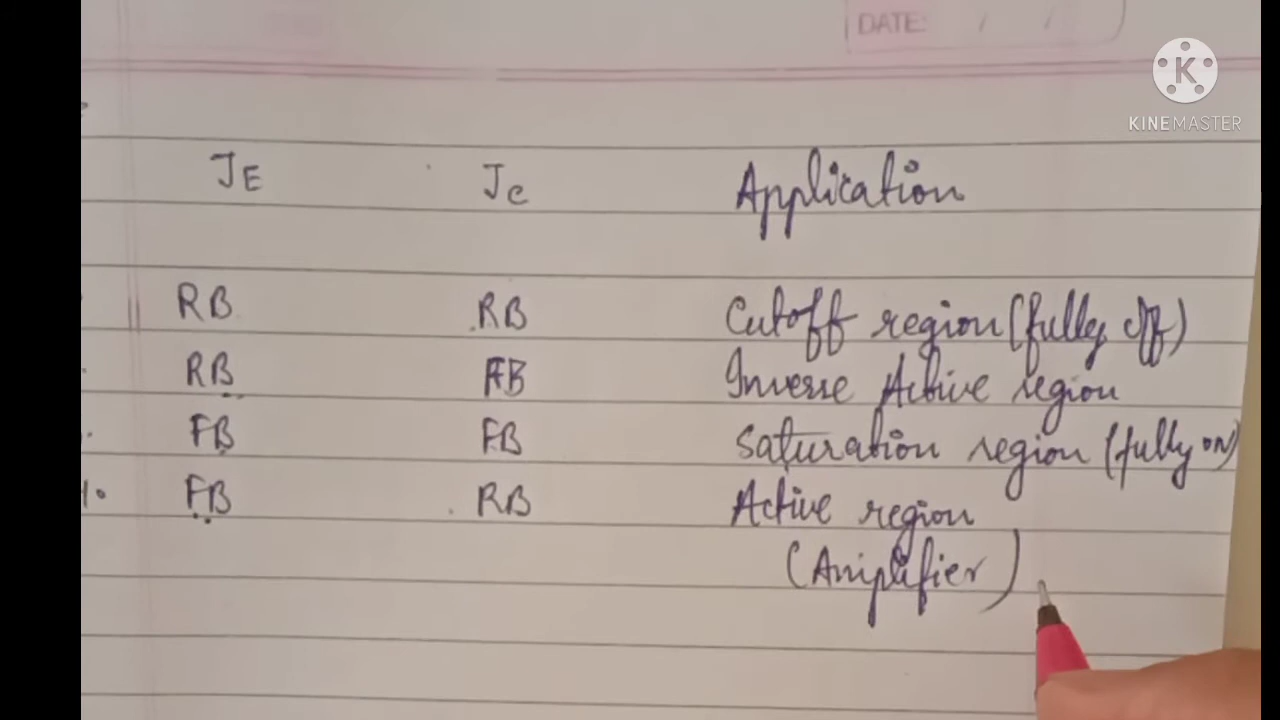 DATE: / /
K
KINEMASTER
JE JC Application
RB RB Cutoff region (fully off)
RB FB Inverse Active region
FB FB Saturation region (fully on)
40 FB RB Active region
(Amplifier)